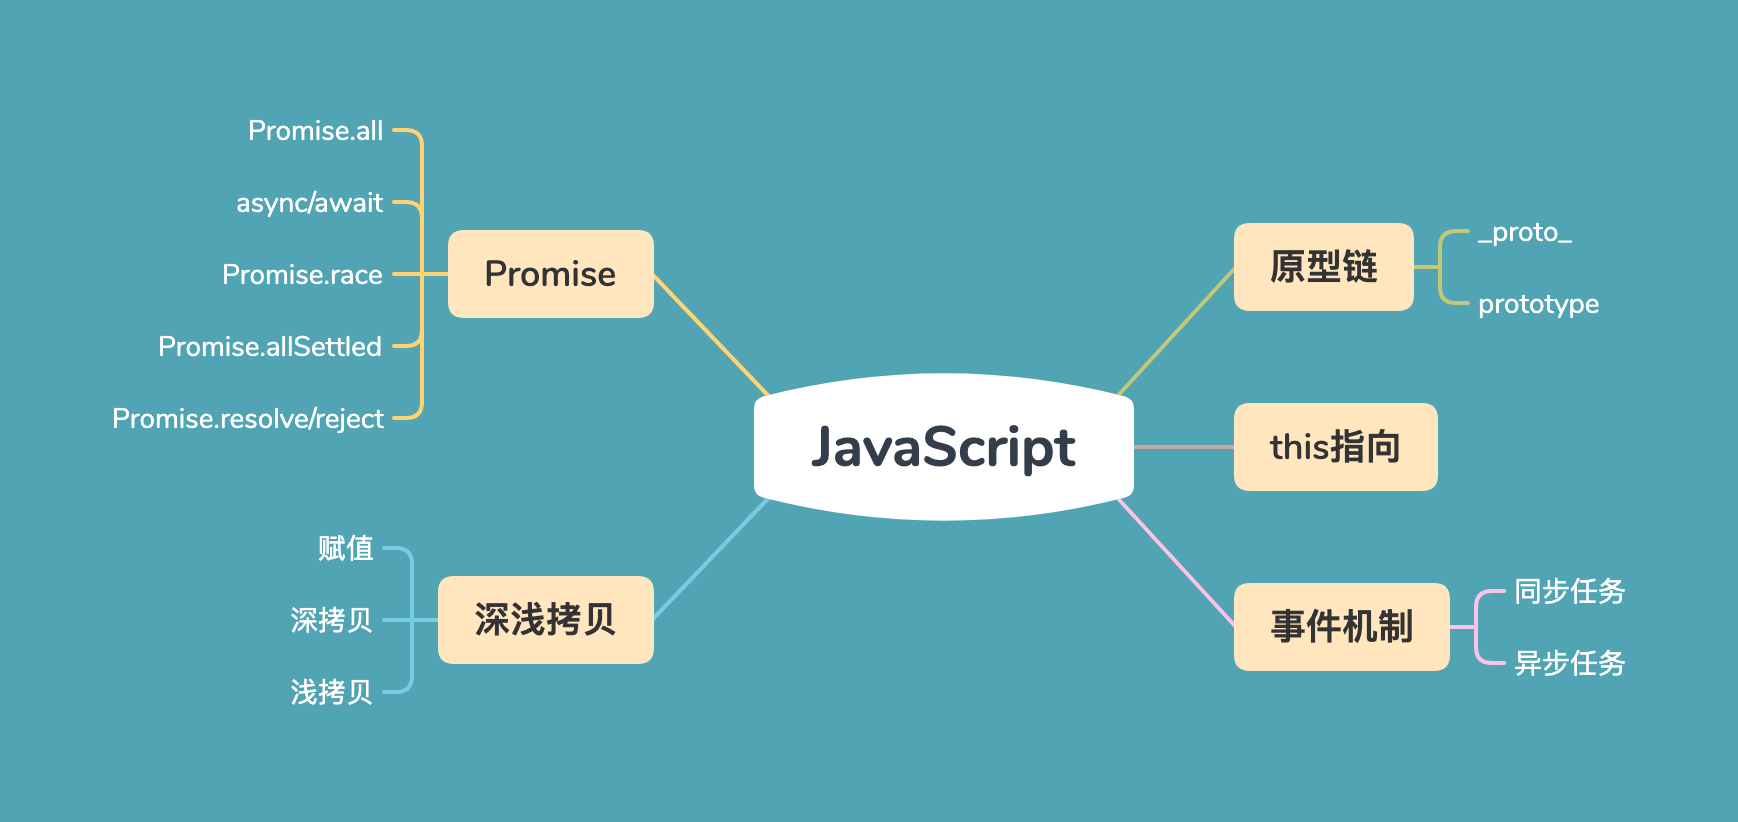 JavaScript
原型链
_proto_
prototype
this指向
事件机制
同步任务
异步任务
Promise
Promise.all
async/await
Promise.race
Promise.allSettled
Promise.resolve/reject
深浅拷贝
赋值
深拷贝
浅拷贝